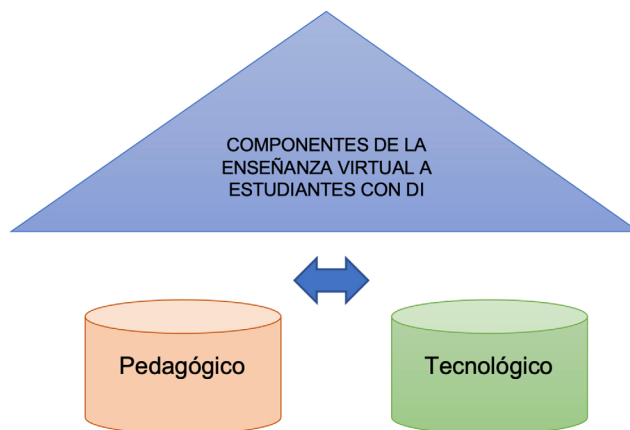 COMPONENTES DE LA
ENSEÑANZA VIRTUAL A
ESTUDIANTES CON DI
Pedagógico
Tecnológico